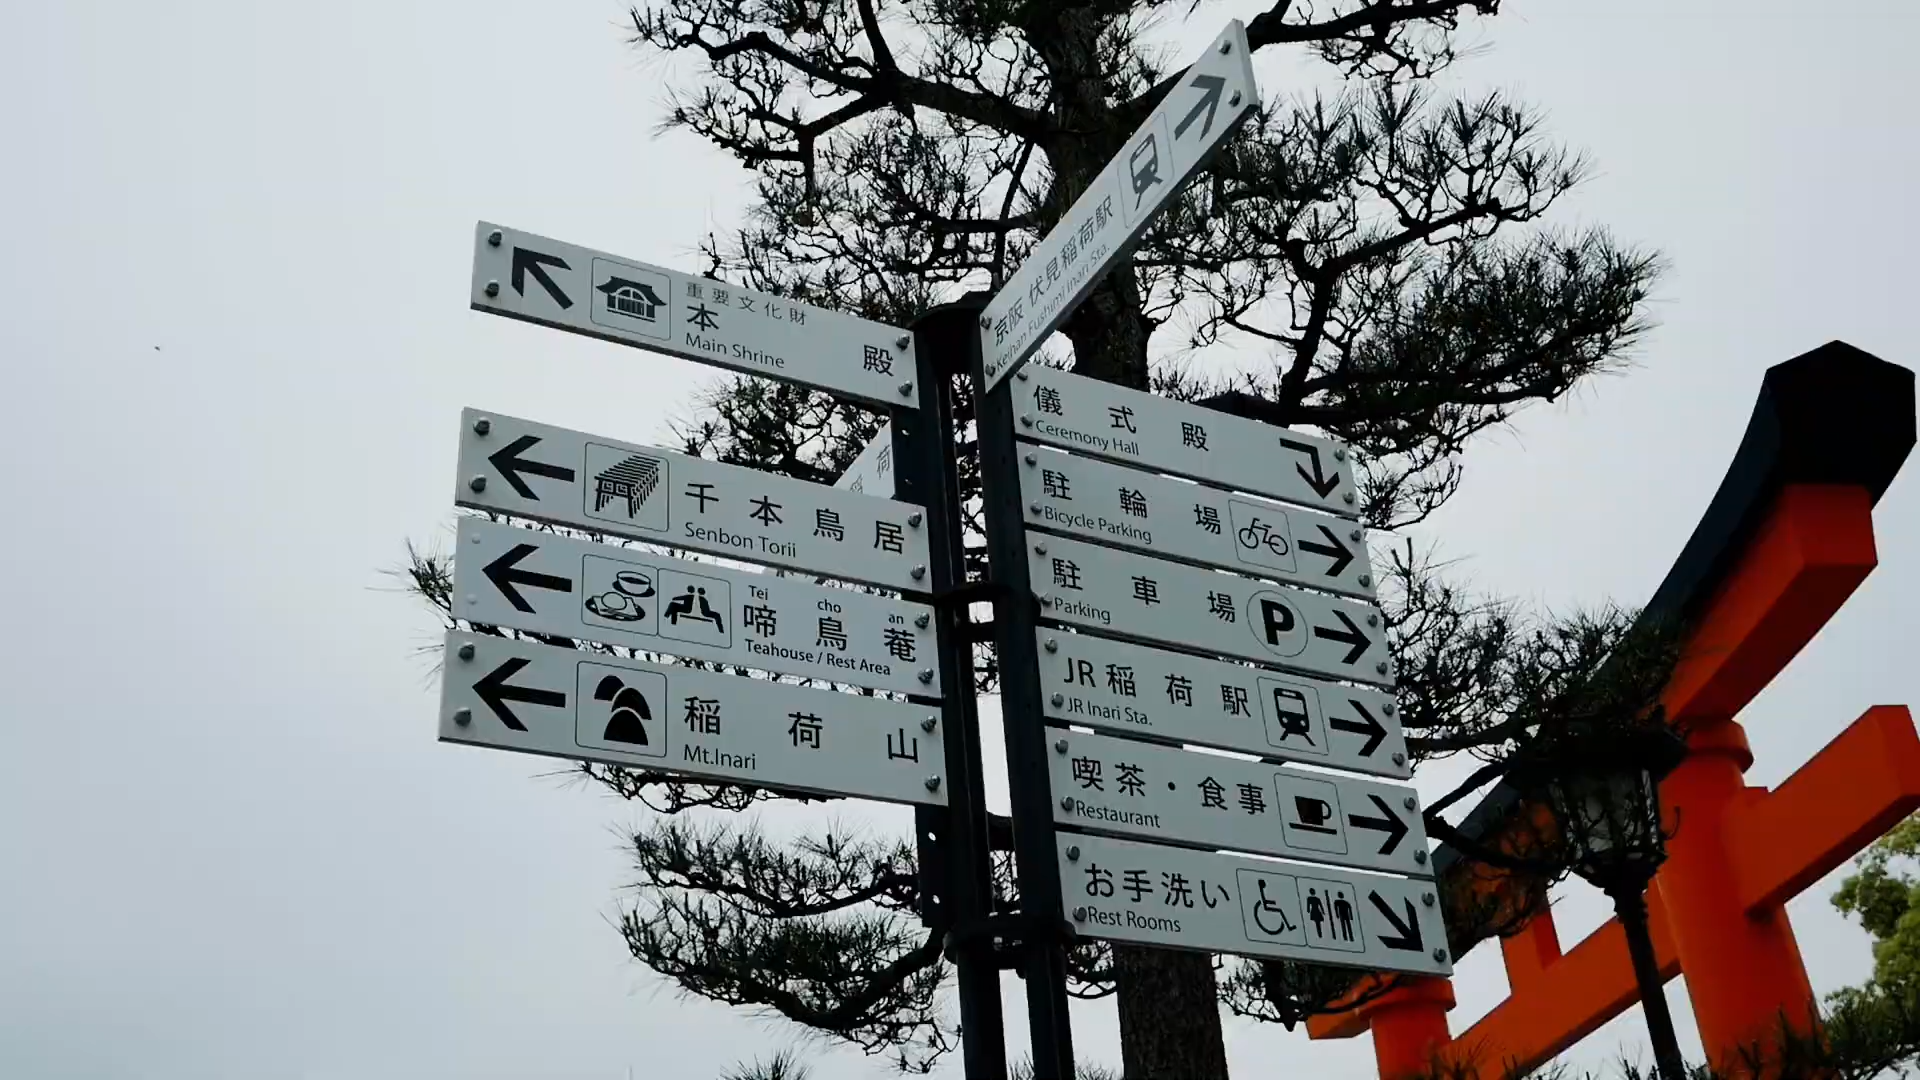 京阪 伏見稲荷駅
Keihan Fushimi Inari Sta.
重要文化財
本殿
Main Shrine
千本鳥居
Senbon Torii
Tei cho an
啼鳥菴
Teahouse / Rest Area
稲荷山
Mt.Inari
儀式殿
Ceremony Hall
駐輪場
Bicycle Parking
駐車場
P
Parking
JR稲荷駅
JR Inari Sta.
喫茶・食事
Restaurant
お手洗い
Rest Rooms
稲荷